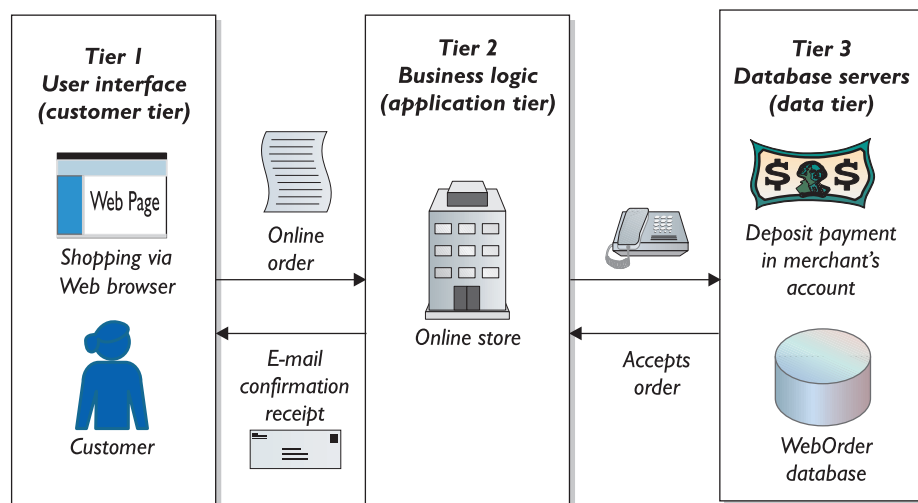 Tier 1
User interface
(customer tier)
Web Page
Shopping via
Web browser
Customer
Online
order
E-mail
confirmation
receipt
Tier 2
Business logic
(application tier)
Online store
Accepts
order
Tier 3
Database servers
(data tier)
$ $
Deposit payment
in merchant's
account
WebOrder
database